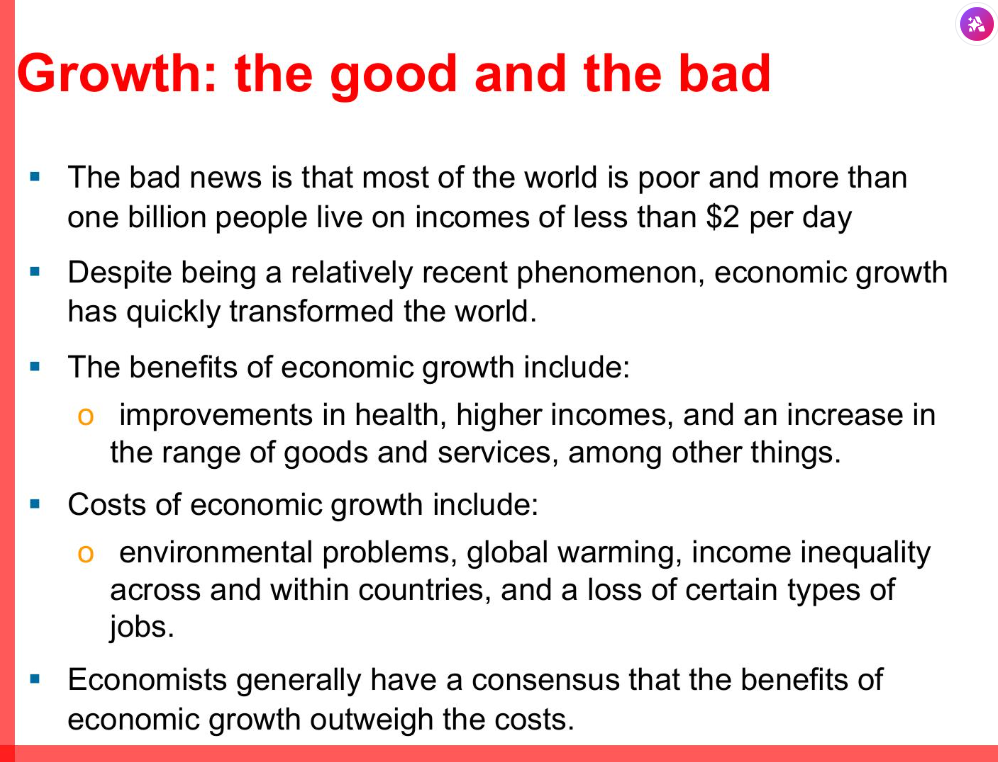 Growth: the good and the bad
▪ The bad news is that most of the world is poor and more than
one billion people live on incomes of less than $2 per day
▪ Despite being a relatively recent phenomenon, economic growth
has quickly transformed the world.
▪ The benefits of economic growth include:
o improvements in health, higher incomes, and an increase in
the range of goods and services, among other things.
▪ Costs of economic growth include:
o environmental problems, global warming, income inequality
across and within countries, and a loss of certain types of
jobs.
▪ Economists generally have a consensus that the benefits of
economic growth outweigh the costs.